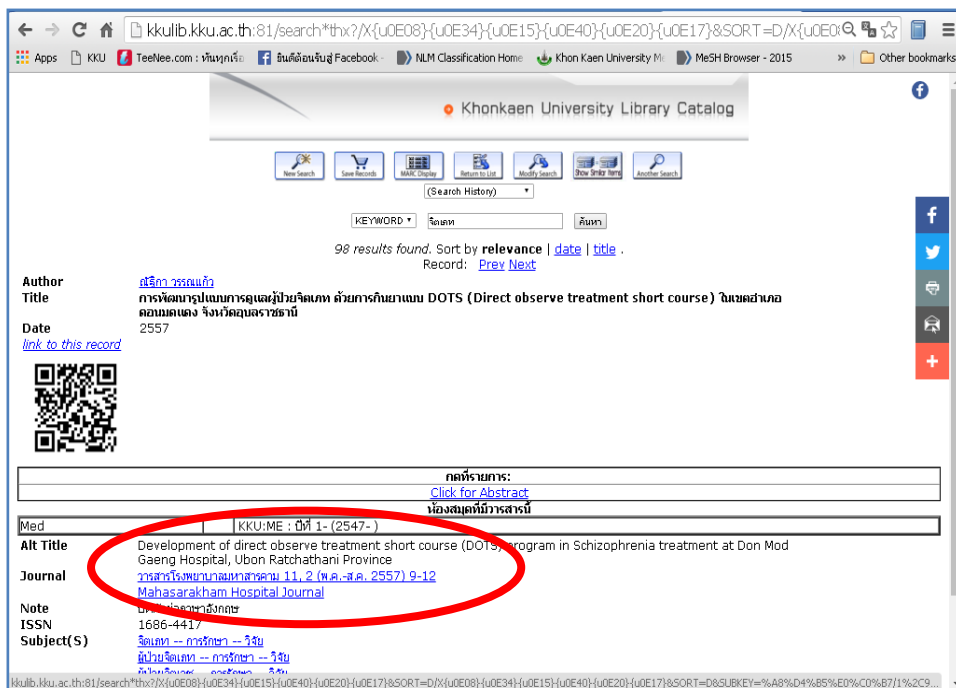 kkulib.kku.ac.th:81/search*thx?/X{u0E08}{u0E34}{u0E15}{u0E40}{u0E20}{u0E17}&SORT=D/X{u0E0
Apps KKU TeeNee.com : ทันทุกเรื่อ ยินดีต้อนรับสู่ Facebook - NLM Classification Home Khon Kaen University Me MeSH Browser - 2015 » Other bookmarks
Khonkaen University Library Catalog
New Search Save Records MARC Display Return to List Modify Search Show Similar Items Another Search
(Search History)
KEYWORD จิตเภท ค้นหา
98 results found. Sort by relevance | date | title .
Record: Prev Next
Author ณัฐิกา วรรณแก้ว
Title การพัฒนารูปแบบการดูแลผู้ป่วยจิตเภท ด้วยการกินยาแบบ DOTS (Direct observe treatment short course) ในเขตอำเภอ
ดอนมดแดง จังหวัดอุบลราชธานี
Date 2557
link to this record
กดที่รายการ:
Click for Abstract
ห้องสมุดที่มีวารสารนี้
Med KKU:ME : ปีที่ 1- (2547- )
Alt Title Development of direct observe treatment short course (DOTS) program in Schizophrenia treatment at Don Mod
Gaeng Hospital, Ubon Ratchathani Province
Journal วารสารโรงพยาบาลมหาสารคาม 11, 2 (พ.ค.-ส.ค. 2557) 9-12
Mahasarakham Hospital Journal
Note บทคัดย่อภาษาอังกฤษ
ISSN 1686-4417
Subject(S) จิตเภท -- การรักษา -- วิจัย
ผู้ป่วยจิตเภท -- การรักษา -- วิจัย
kkulib.kku.ac.th:81/search*thx?/X{u0E08}{u0E34}{u0E15}{u0E40}{u0E20}{u0E17}&SORT=D/X{u0E08}{u0E34}{u0E15}{u0E40}{u0E20}{u0E17}&SORT=D&SUBKEY=%A8%D4%B5%E0%C0%B7/1%2C9...